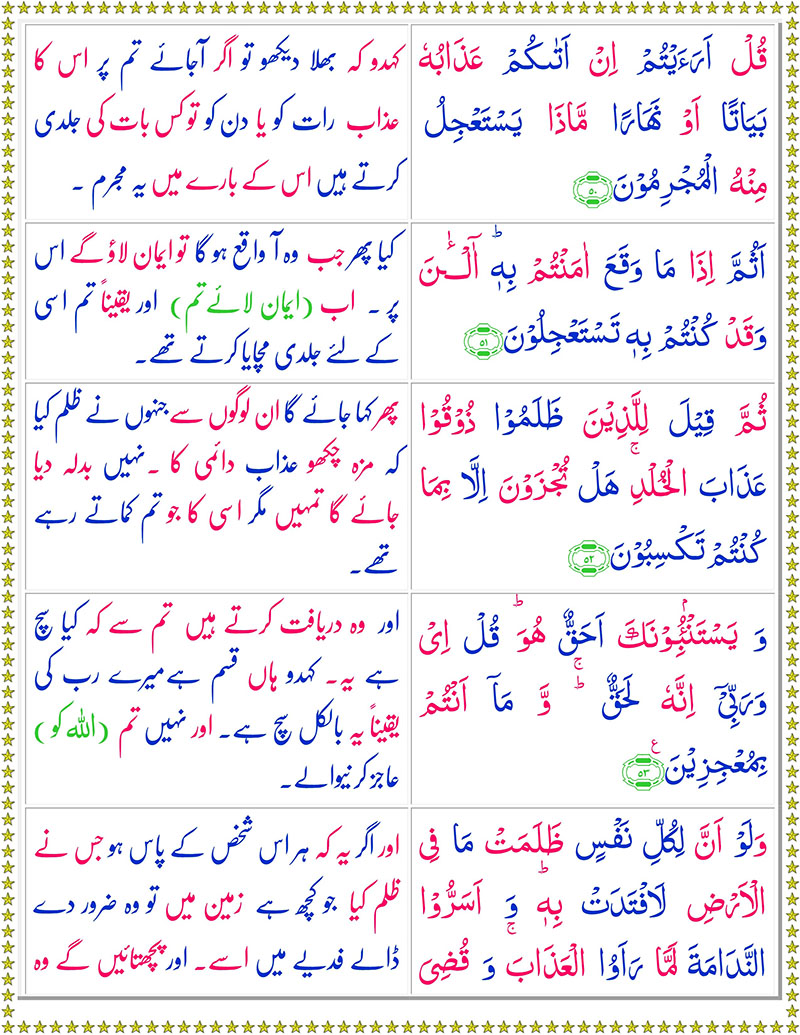 قُلْ اَرَءَیْتُمْ اِنْ اَتٰىكُمْ عَذَابُهٗ
بَیَاتًا اَوْ نَهَارًا مَّاذَا یَسْتَعْجِلُ
مِنْهُ الْمُجْرِمُوْنَ ﴿۵۰﴾
کہدو کہ بھلا دیکھو تو اگر آجائے تم پر اس کا
عذاب رات کو یا دن کو تو کس بات کی جلدی
کرتے ہیں اس کے بارے میں یہ مجرم ۔
اَثُمَّ اِذَا مَا وَقَعَ اٰمَنْتُمْ بِهٖ ؕ آٰلْـٰٔنَ
وَقَدْ كُنْتُمْ بِهٖ تَسْتَعْجِلُوْنَ ﴿۵۱﴾
کیا پھر جب وہ آ واقع ہو گا تو ایمان لاؤ گے اس
پر ۔ اب (ایمان لائے تم) اور یقیناً تم اسی
کے لئے جلدی مچایا کرتے تھے۔
ثُمَّ قِیْلَ لِلَّذِیْنَ ظَلَمُوْا ذُوْقُوْا
عَذَابَ الْخُلْدِ ۚ هَلْ تُجْزَوْنَ اِلَّا بِمَا
كُنْتُمْ تَكْسِبُوْنَ ﴿۵۲﴾
پھر کہا جائے گا ان لوگوں سے جنہوں نے ظلم کیا
کہ مزہ چکھو عذاب دائمی کا ۔ نہیں بدلہ دیا
جائے گا تمہیں مگر اسی کا جو تم کماتے رہے
تھے۔
وَ یَسْتَنْۢبِـُٔوْنَكَ اَحَقٌّ هُوَ ؕ قُلْ اِیْ
وَرَبِّیْۤ اِنَّهٗ لَحَقٌّ ؕۚ وَّ مَاۤ اَنْتُمْ
بِمُعْجِزِیْنَ ﴿۵۳﴾ ع
اور وہ دریافت کرتے ہیں تم سے کہ کیا سچ
ہے یہ۔ کہدو ہاں قسم ہے میرے رب کی
یقیناً یہ بالکل سچ ہے۔ اور نہیں تم (اللہ کو)
عاجز کرنیوالے۔
وَلَوْ اَنَّ لِكُلِّ نَفْسٍ ظَلَمَتْ مَا فِی
الْاَرْضِ لَافْتَدَتْ بِهٖ ؕ وَ اَسَرُّوْا
النَّدَامَةَ لَمَّا رَاَوُا الْعَذَابَ ۚ وَ قُضِیَ
اور اگر یہ کہ ہر اس شخص کے پاس ہو جس نے
ظلم کیا جو کچھ ہے زمین میں تو وہ ضرور دے
ڈالے فدیے میں اسے۔ اور پچھتائیں گے وہ